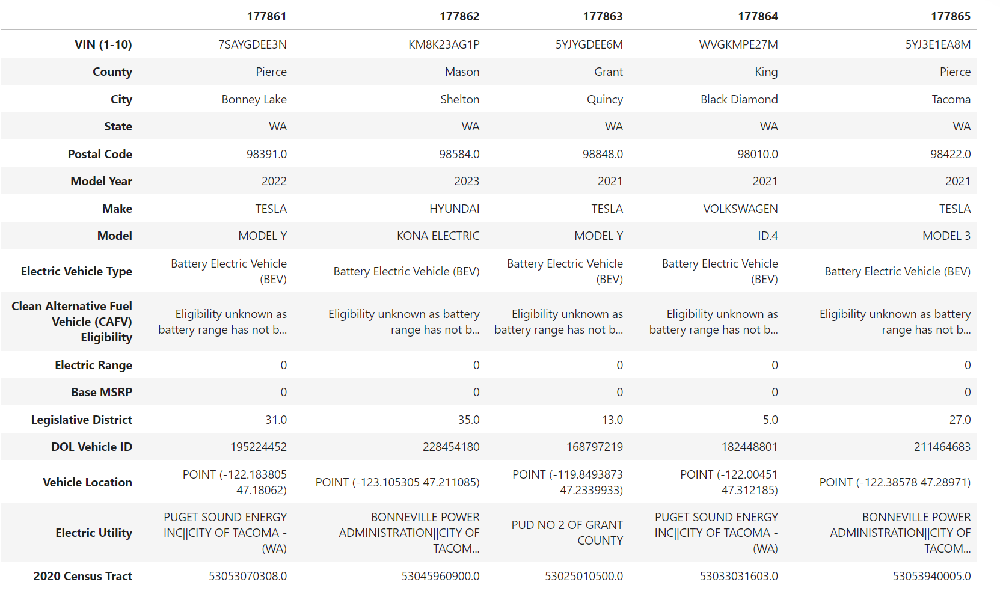 177861 177862 177863 177864 177865
VIN (1-10) 7SAYGDEE3N KM8K23AG1P 5YJYGDEE6M WVGKMPE27M 5YJ3E1EA8M
County Pierce Mason Grant King Pierce
City Bonney Lake Shelton Quincy Black Diamond Tacoma
State WA WA WA WA WA
Postal Code 98391.0 98584.0 98848.0 98010.0 98422.0
Model Year 2022 2023 2021 2021 2021
Make TESLA HYUNDAI TESLA VOLKSWAGEN TESLA
Model MODEL Y KONA ELECTRIC MODEL Y ID.4 MODEL 3
Electric Vehicle Type
Battery Electric Vehicle
(BEV)
Battery Electric Vehicle (BEV)
Battery Electric Vehicle
(BEV)
Battery Electric Vehicle
(BEV)
Battery Electric Vehicle (BEV)
Clean Alternative Fuel
Vehicle (CAFV)
Eligibility
Eligibility unknown as
battery range has not b...
Eligibility unknown as battery
range has not b...
Eligibility unknown as
battery range has not b...
Eligibility unknown as
battery range has not b...
Eligibility unknown as battery
range has not b...
Electric Range 0 0 0 0 0
Base MSRP 0 0 0 0 0
Legislative District 31.0 35.0 13.0 5.0 27.0
DOL Vehicle ID 195224452 228454180 168797219 182448801 211464683
Vehicle Location
POINT (-122.183805
47.18062)
POINT (-123.105305 47.211085)
POINT (-119.8493873
47.2339933)
POINT (-122.00451
47.312185)
POINT (-122.38578 47.28971)
Electric Utility
PUGET SOUND ENERGY
INC||CITY OF TACOMA -
(WA)
BONNEVILLE POWER
ADMINISTRATION||CITY OF
TACOM...
PUD NO 2 OF GRANT
COUNTY
PUGET SOUND ENERGY
INC||CITY OF TACOMA -
(WA)
BONNEVILLE POWER
ADMINISTRATION||CITY OF
TACOM...
2020 Census Tract 53053070308.0 53045960900.0 53025010500.0 53033031603.0 53053940005.0